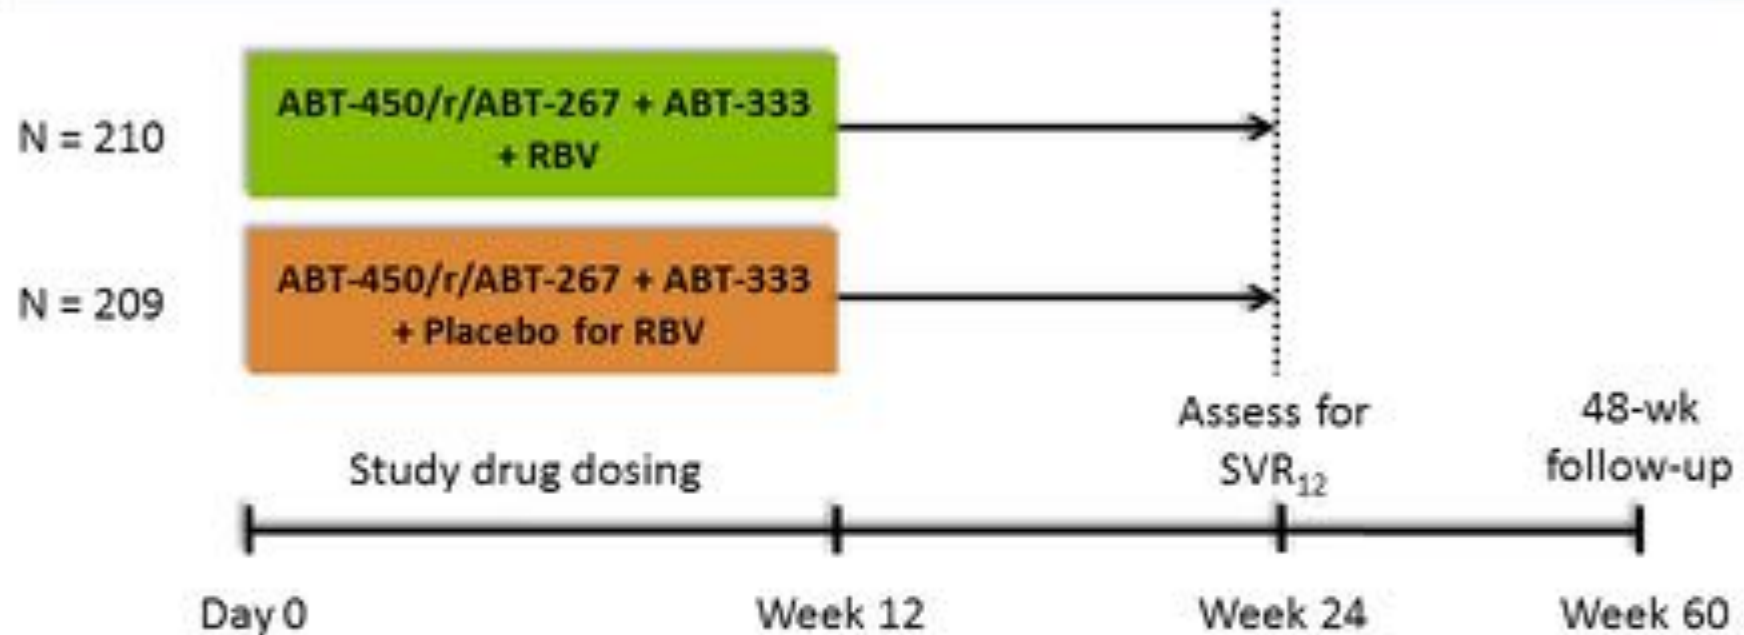 N = 210
ABT-450/r/ABT-267 + ABT-333
+ RBV
N = 209
ABT-450/r/ABT-267 + ABT-333
+ Placebo for RBV
Study drug dosing
Assess for
SVR12
48-wk
follow-up
Day 0
Week 12
Week 24
Week 60